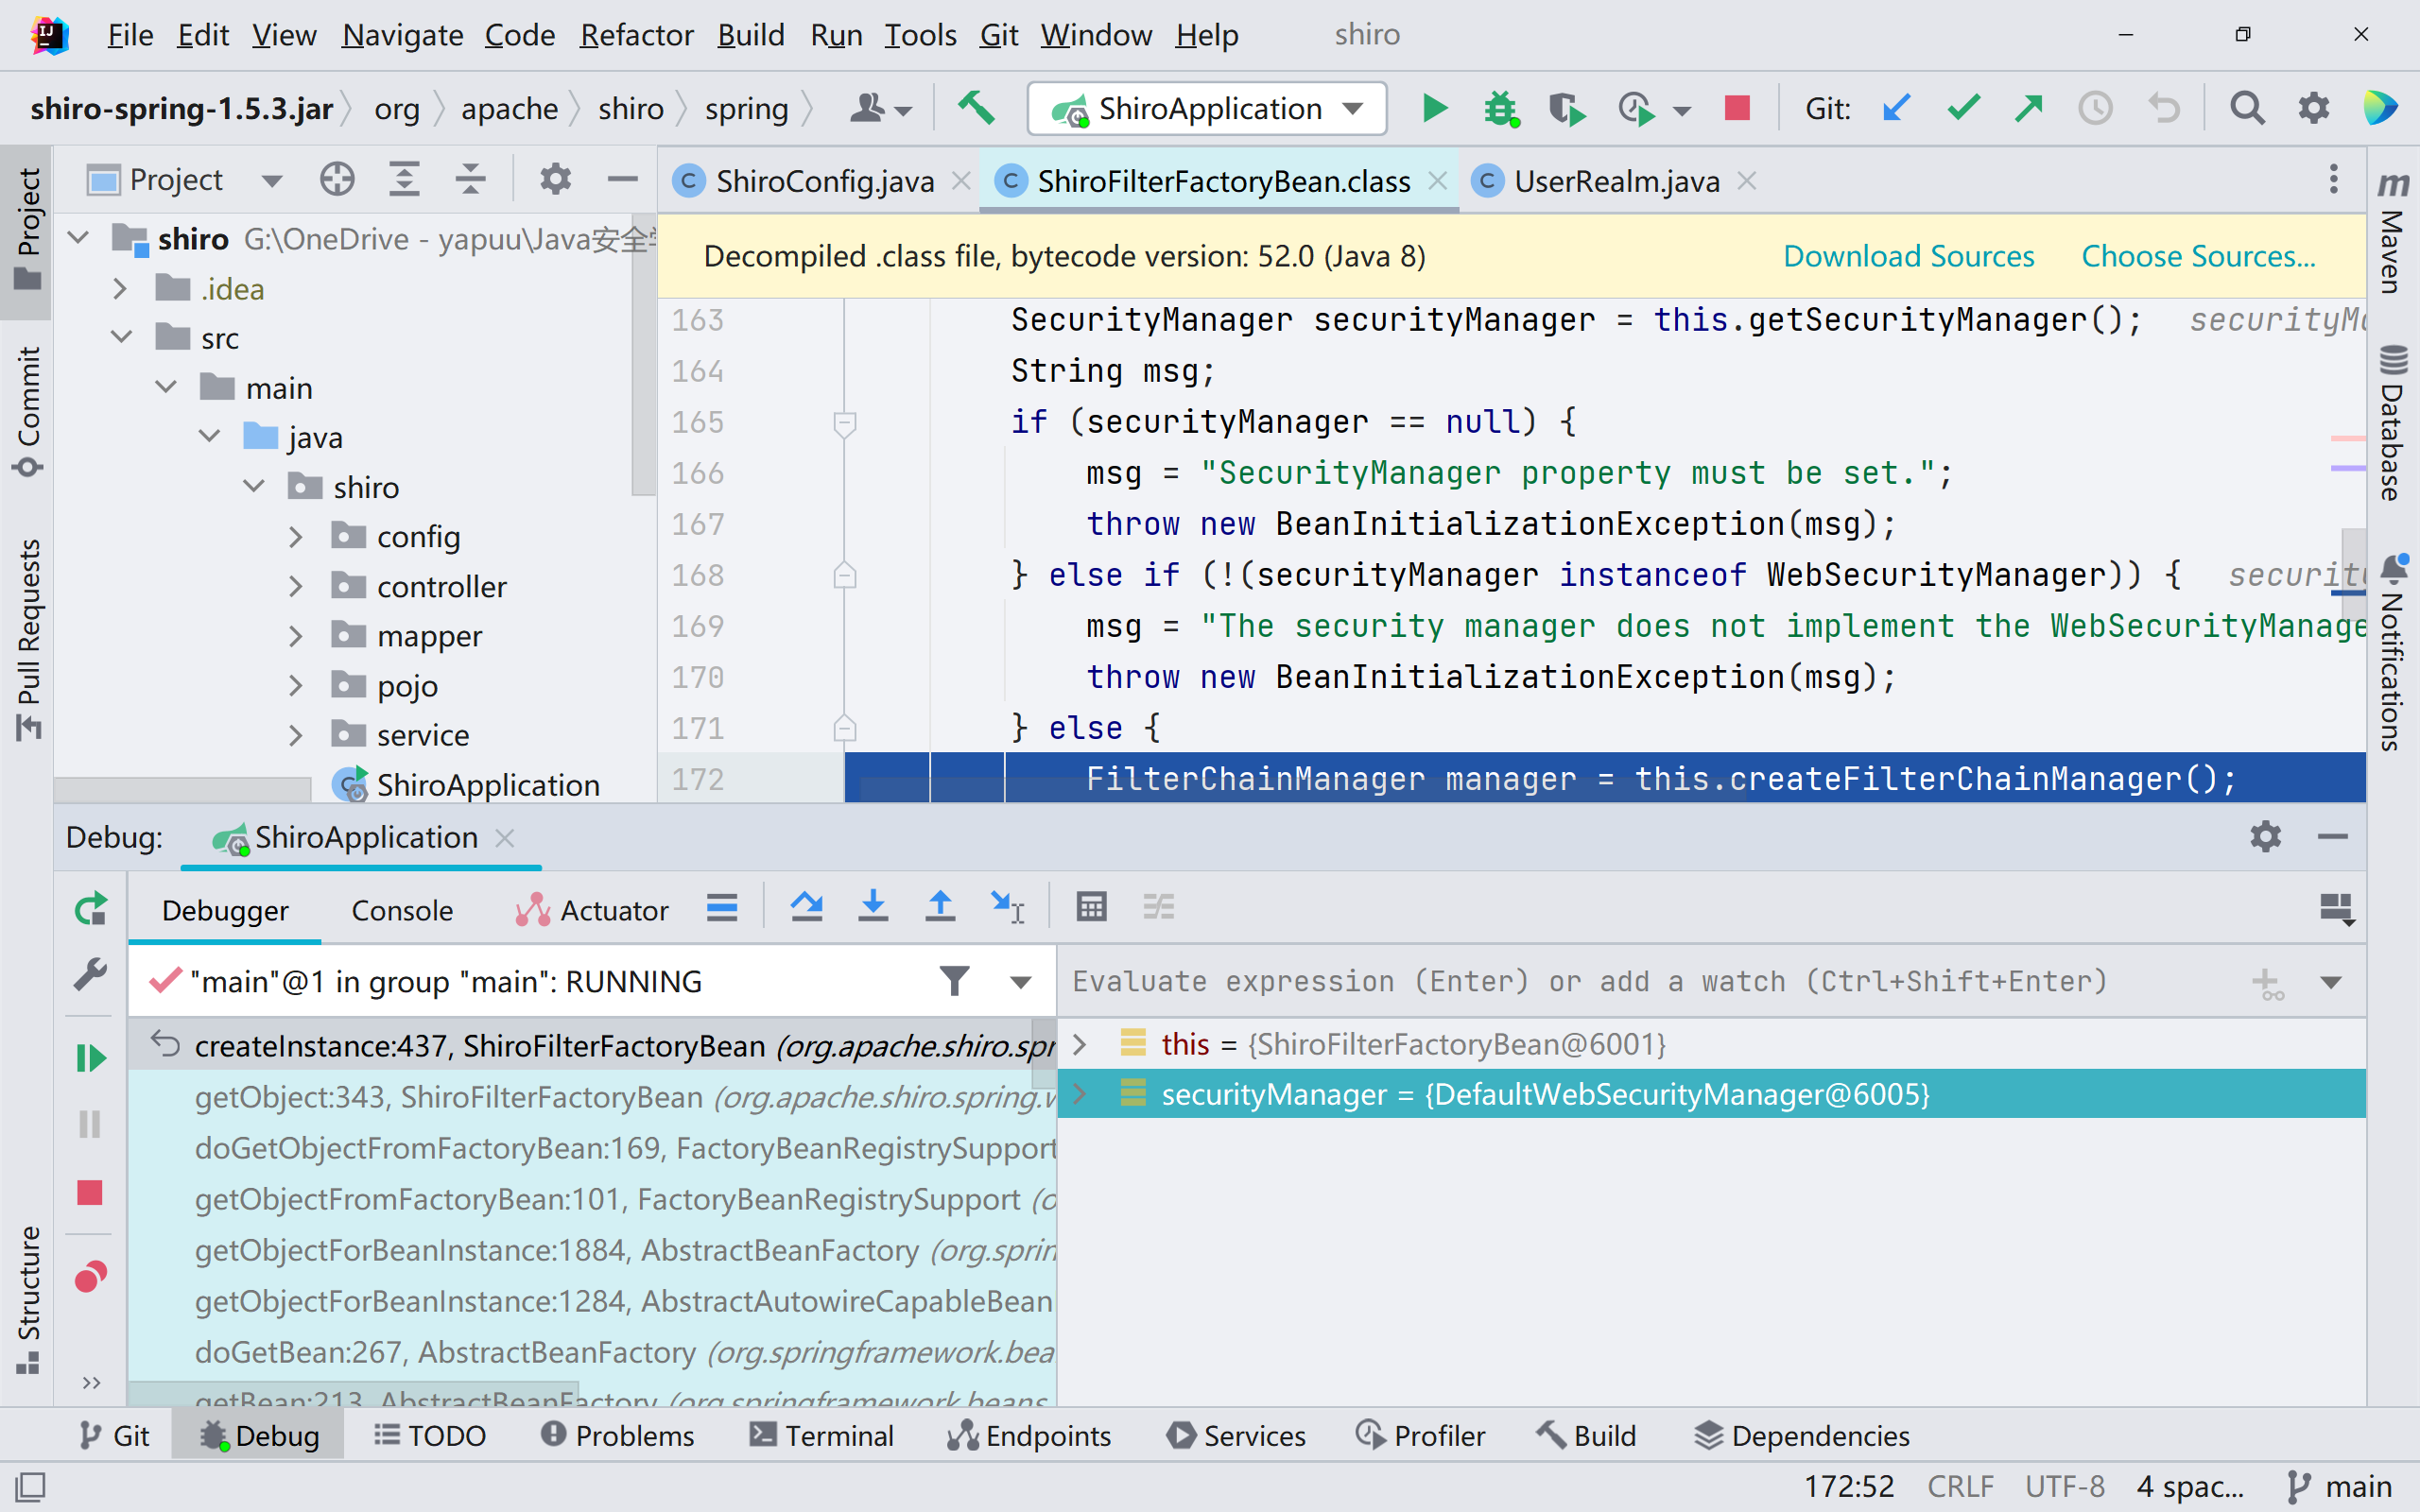 File Edit View Navigate Code Refactor Build Run Tools Git Window Help shiro
shiro-spring-1.5.3.jar org apache shiro spring ShiroApplication Git:
Project
ShiroConfig.java ShiroFilterFactoryBean.class UserRealm.java
Project
Commit
Pull Requests
Structure
Maven
Database
Notifications
shiro G:\OneDrive - yapuu\Java安全
.idea
src
main
java
shiro
config
controller
mapper
pojo
service
ShiroApplication
Decompiled .class file, bytecode version: 52.0 (Java 8) Download Sources Choose Sources...
163 SecurityManager securityManager = this.getSecurityManager();
164 String msg;
165 if (securityManager == null) {
166 msg = "SecurityManager property must be set.";
167 throw new BeanInitializationException(msg);
168 } else if (!(securityManager instanceof WebSecurityManager)) {
169 msg = "The security manager does not implement the WebSecurityManage
170 throw new BeanInitializationException(msg);
171 } else {
172 FilterChainManager manager = this.createFilterChainManager();
Debug: ShiroApplication
Debugger Console Actuator
"main"@1 in group "main": RUNNING
Evaluate expression (Enter) or add a watch (Ctrl+Shift+Enter)
createInstance:437, ShiroFilterFactoryBean (org.apache.shiro.spr
getObject:343, ShiroFilterFactoryBean (org.apache.shiro.spring.
doGetObjectFromFactoryBean:169, FactoryBeanRegistrySupport
getObjectFromFactoryBean:101, FactoryBeanRegistrySupport (o
getObjectForBeanInstance:1884, AbstractBeanFactory (org.sprin
getObjectForBeanInstance:1284, AbstractAutowireCapableBean
doGetBean:267, AbstractBeanFactory (org.springframework.bea
getBean:213, AbstractBeanFactory (org.springframework.beans
this = {ShiroFilterFactoryBean@6001}
securityManager = {DefaultWebSecurityManager@6005}
Git Debug TODO Problems Terminal Endpoints Services Profiler Build Dependencies
172:52 CRLF UTF-8 4 spac... main